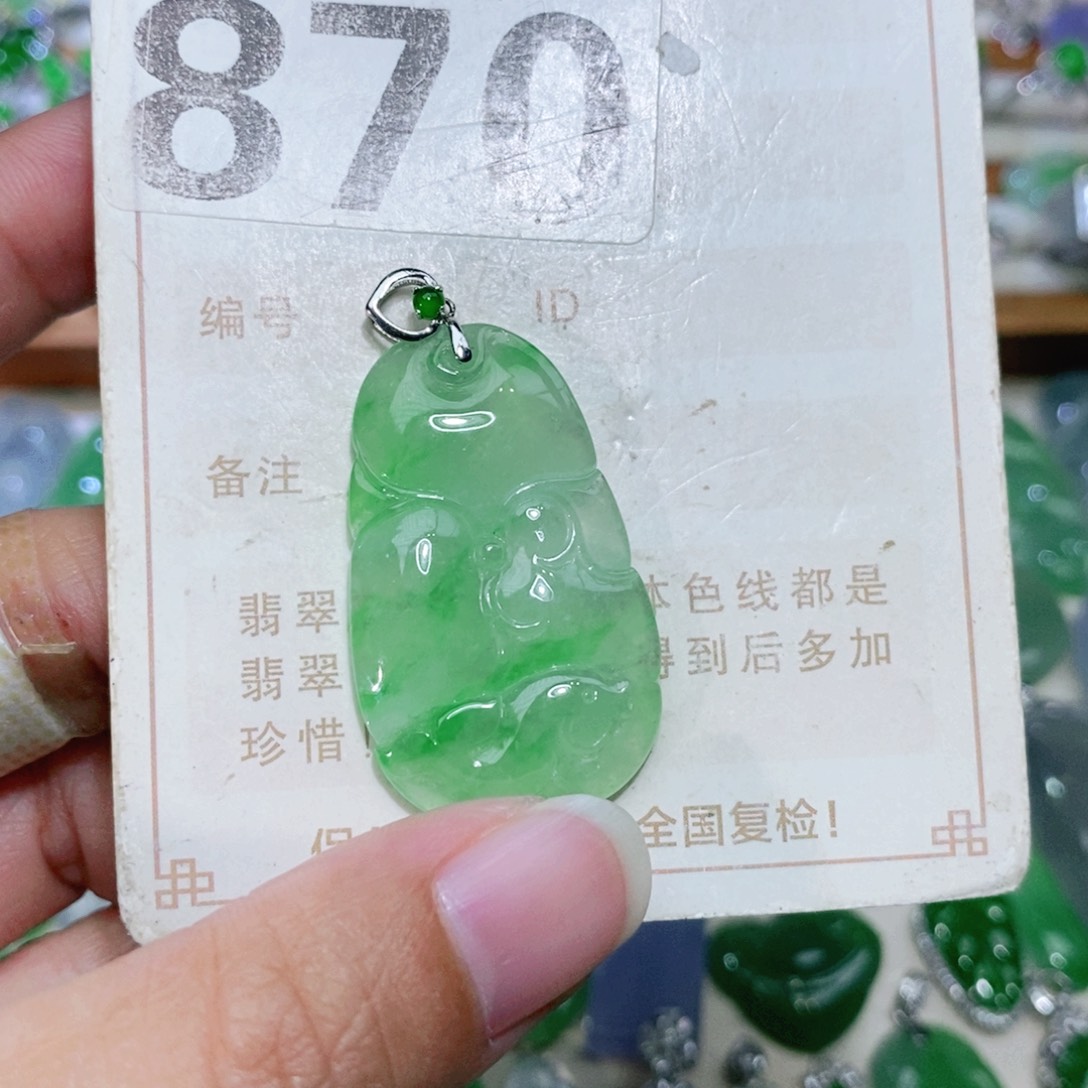 870
编号 ID
备注
翡翠 本色线都是
翡翠 得到后多加
珍惜！
保 全国复检！